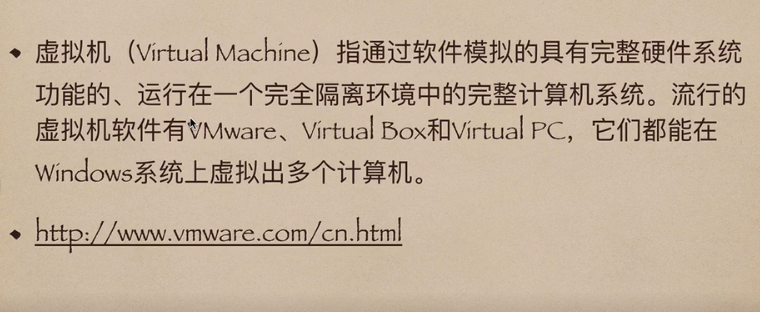 虚拟机（Virtual Machine）指通过软件模拟的具有完整硬件系统
功能的、运行在一个完全隔离环境中的完整计算机系统。流行的
虚拟机软件有VMware、Virtual Box和Virtual PC，它们都能在
Windows系统上虚拟出多个计算机。
http://www.vmware.com/cn.html